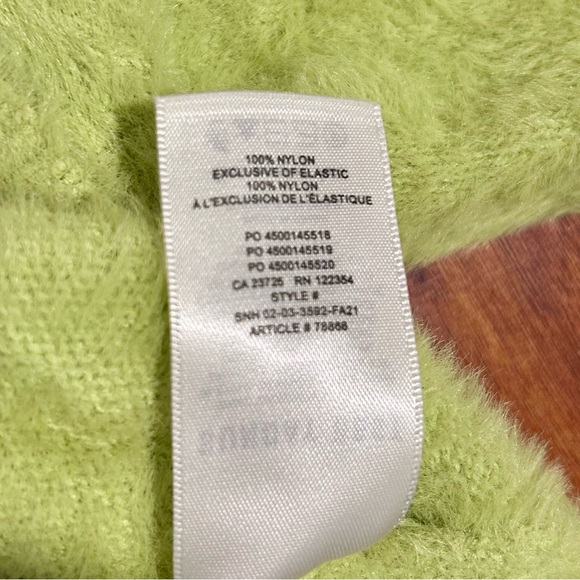 100% NYLON
EXCLUSIVE OF ELASTIC
100% NYLON
À L'EXCLUSION DE L'ÉLASTIQUE
PO 4500145518
PO 4500145519
PO 4500145520
CA 23725 RN 122354
STYLE #
SNH 02-03-3592-FA21
ARTICLE # 78866